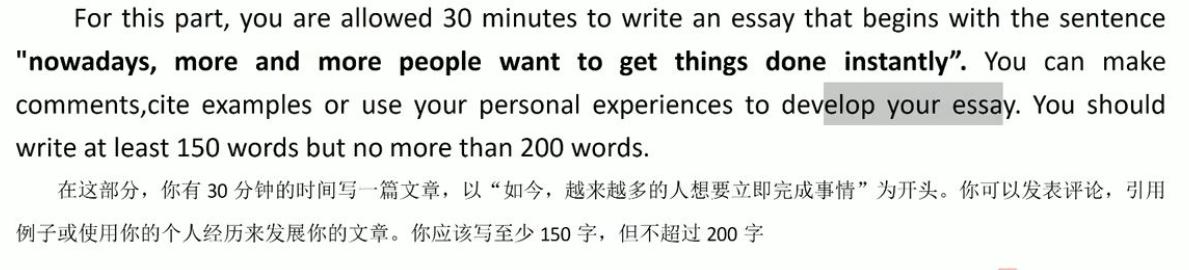 For this part, you are allowed 30 minutes to write an essay that begins with the sentence
"nowadays, more and more people want to get things done instantly”. You can make
comments,cite examples or use your personal experiences to develop your essay. You should
write at least 150 words but no more than 200 words.
在这部分，你有 30 分钟的时间写一篇文章，以“如今，越来越多的人想要立即完成事情”为开头。你可以发表评论，引用
例子或使用你的个人经历来发展你的文章。你应该写至少 150 字，但不超过 200 字